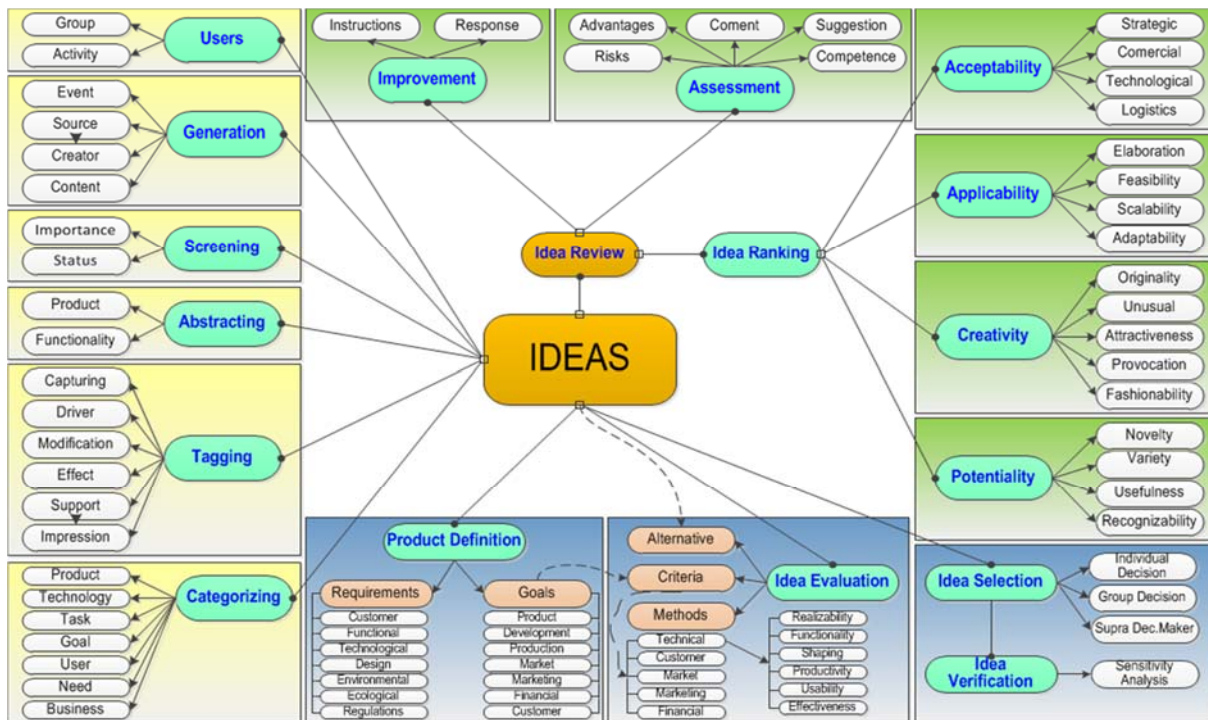 Group
Activity
Users
Event
Source
Creator
Content
Generation
Importance
Status
Screening
Product
Functionality
Abstracting
Capturing
Driver
Modification
Effect
Support
Impression
Tagging
Product
Technology
Task
Goal
User
Need
Business
Categorizing
Instructions
Response
Improvement
Advantages
Coment
Suggestion
Risks
Competence
Assessment
Idea Review
Idea Ranking
IDEAS
Acceptability
Strategic
Comercial
Technological
Logistics
Applicability
Elaboration
Feasibility
Scalability
Adaptability
Creativity
Originality
Unusual
Attractiveness
Provocation
Fashionability
Potentiality
Novelty
Variety
Usefulness
Recognizability
Product Definition
Requirements
Customer
Functional
Technological
Design
Environmental
Ecological
Regulations
Goals
Product
Development
Production
Market
Marketing
Financial
Customer
Alternative
Criteria
Methods
Idea Evaluation
Technical
Customer
Market
Marketing
Financial
Realizability
Functionality
Shaping
Productivity
Usability
Effectiveness
Idea Selection
Individual
Decision
Group Decision
Supra Dec.Maker
Idea
Verification
Sensitivity
Analysis